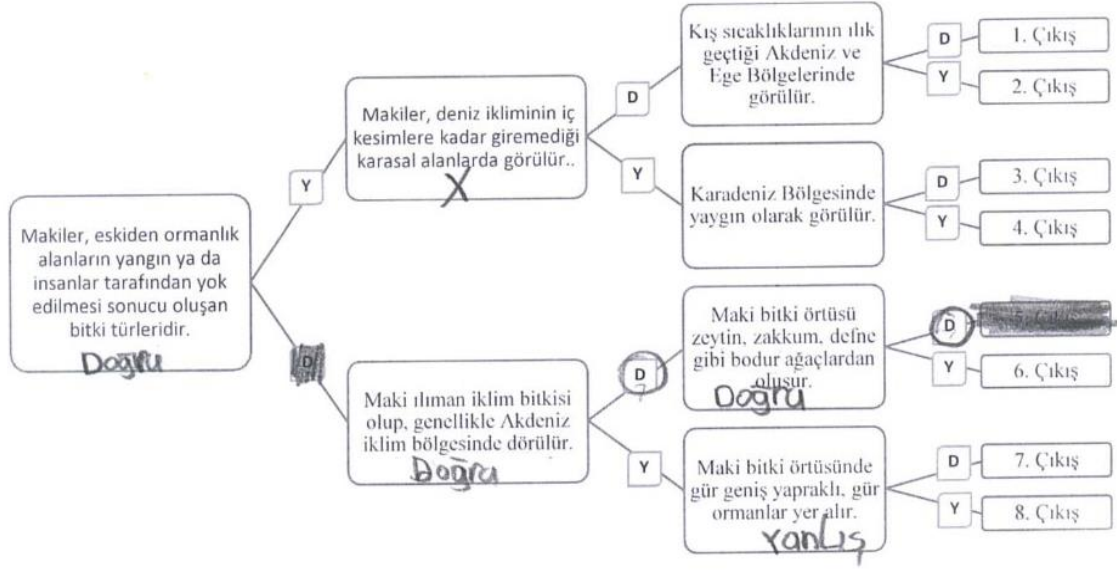 Makiler, eskiden ormanlık
alanların yangın ya da
insanlar tarafından yok
edilmesi sonucu oluşan
bitki türleridir.
Doğru
Y
D
Makiler, deniz ikliminin iç
kesimlere kadar giremediği
karasal alanlarda görülür..
X
D
Y
Maki ılıman iklim bitkisi
olup, genellikle Akdeniz
iklim bölgesinde dörülür.
Doğru
D
Y
Kış sıcaklıklarının ılık
geçtiği Akdeniz ve
Ege Bölgelerinde
görülür.
D
1. Çıkış
Y
2. Çıkış
Karadeniz Bölgesinde
yaygın olarak görülür.
D
3. Çıkış
Y
4. Çıkış
Maki bitki örtüsü
zeytin, zakkum, defne
gibi bodur ağaçlardan
oluşur.
Doğru
D
5. Çıkış
Y
6. Çıkış
Maki bitki örtüsünde
gür geniş yapraklı, gür
ormanlar yer alır.
Yanlış
D
7. Çıkış
Y
8. Çıkış